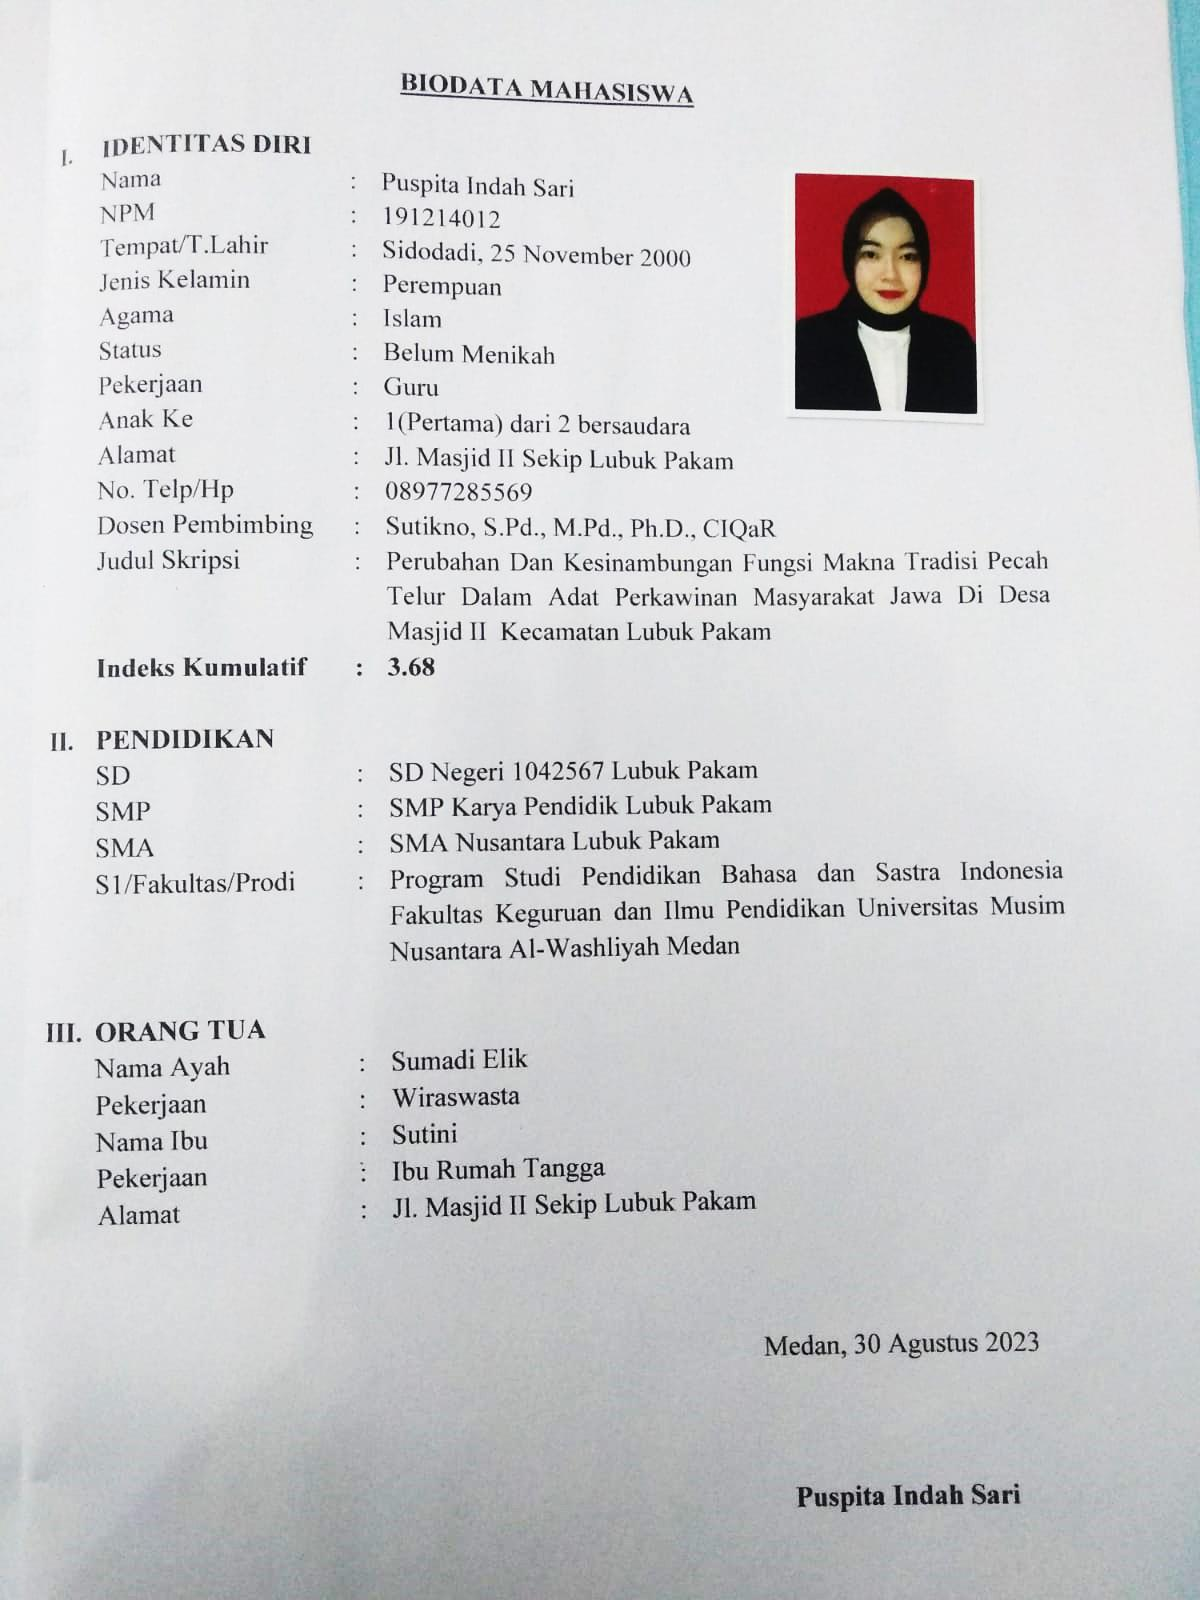 BIODATA MAHASISWA
I. IDENTITAS DIRI
Nama : Puspita Indah Sari
NPM : 191214012
Tempat/T.Lahir : Sidodadi, 25 November 2000
Jenis Kelamin : Perempuan
Agama : Islam
Status : Belum Menikah
Pekerjaan : Guru
Anak Ke : 1(Pertama) dari 2 bersaudara
Alamat : Jl. Masjid II Sekip Lubuk Pakam
No. Telp/Hp : 08977285569
Dosen Pembimbing : Sutikno, S.Pd., M.Pd., Ph.D., CIQaR
Judul Skripsi : Perubahan Dan Kesinambungan Fungsi Makna Tradisi Pecah
Telur Dalam Adat Perkawinan Masyarakat Jawa Di Desa
Masjid II Kecamatan Lubuk Pakam
Indeks Kumulatif : 3.68
II. PENDIDIKAN
SD : SD Negeri 1042567 Lubuk Pakam
SMP : SMP Karya Pendidik Lubuk Pakam
SMA : SMA Nusantara Lubuk Pakam
S1/Fakultas/Prodi : Program Studi Pendidikan Bahasa dan Sastra Indonesia
Fakultas Keguruan dan Ilmu Pendidikan Universitas Musim
Nusantara Al-Washliyah Medan
III. ORANG TUA
Nama Ayah : Sumadi Elik
Pekerjaan : Wiraswasta
Nama Ibu : Sutini
Pekerjaan : Ibu Rumah Tangga
Alamat : Jl. Masjid II Sekip Lubuk Pakam
Medan, 30 Agustus 2023
Puspita Indah Sari